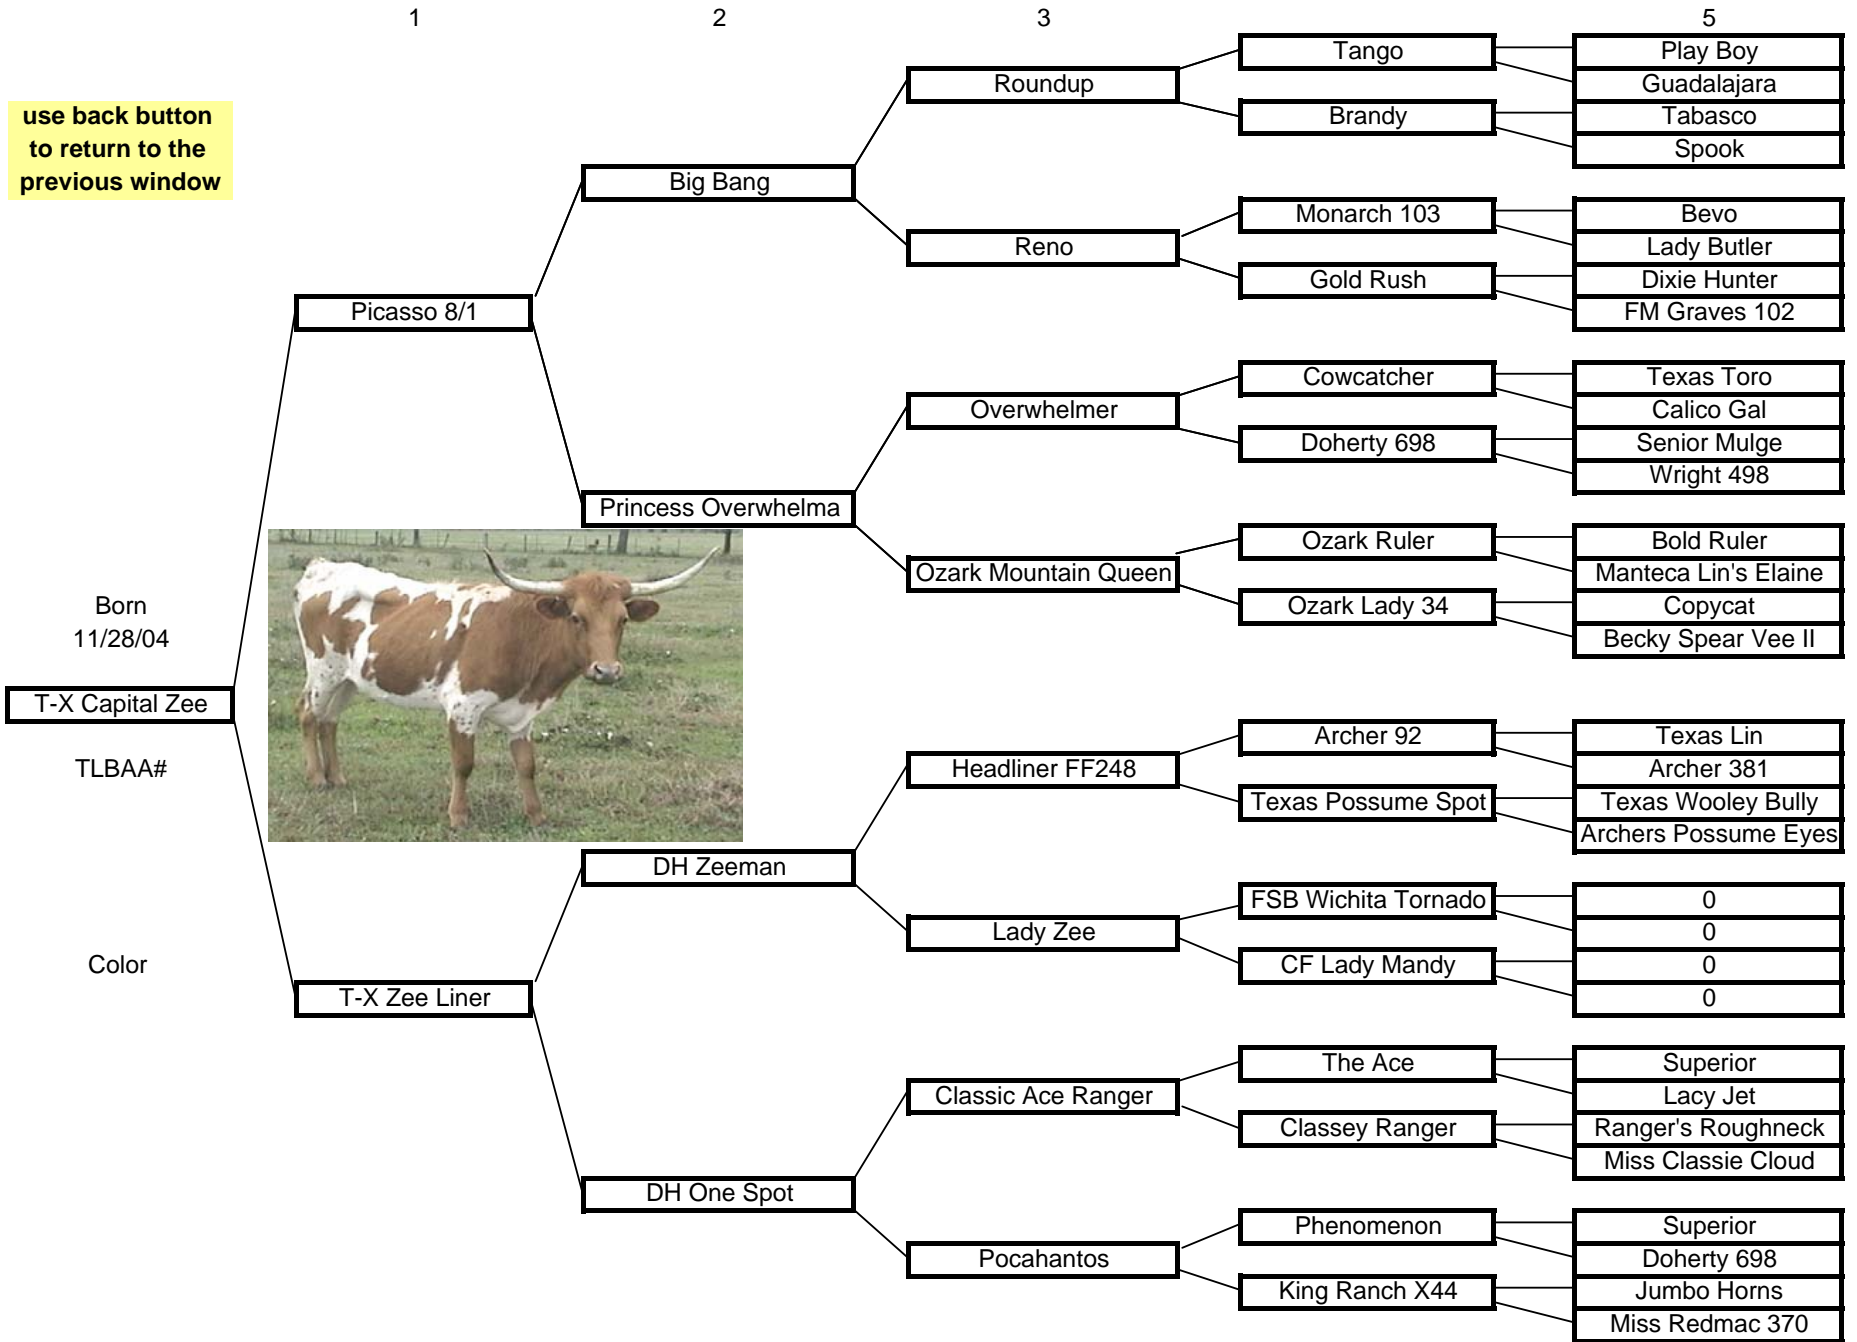 1
2
3
5
use back button
to return to the
previous window
Born
11/28/04
T-X Capital Zee
TLBAA#
Color
Picasso 8/1
T-X Zee Liner
Big Bang
Princess Overwhelma
DH Zeeman
DH One Spot
Roundup
Reno
Overwhelmer
Ozark Mountain Queen
Headliner FF248
Lady Zee
Classic Ace Ranger
Pocahantos
Tango
Brandy
Monarch 103
Gold Rush
Cowcatcher
Doherty 698
Ozark Ruler
Ozark Lady 34
Archer 92
Texas Possume Spot
FSB Wichita Tornado
CF Lady Mandy
The Ace
Classey Ranger
Phenomenon
King Ranch X44
Play Boy
Guadalajara
Tabasco
Spook
Bevo
Lady Butler
Dixie Hunter
FM Graves 102
Texas Toro
Calico Gal
Senior Mulge
Wright 498
Bold Ruler
Manteca Lin's Elaine
Copycat
Becky Spear Vee II
Texas Lin
Archer 381
Texas Wooley Bully
Archers Possume Eyes
0
0
0
0
Superior
Lacy Jet
Ranger's Roughneck
Miss Classie Cloud
Superior
Doherty 698
Jumbo Horns
Miss Redmac 370